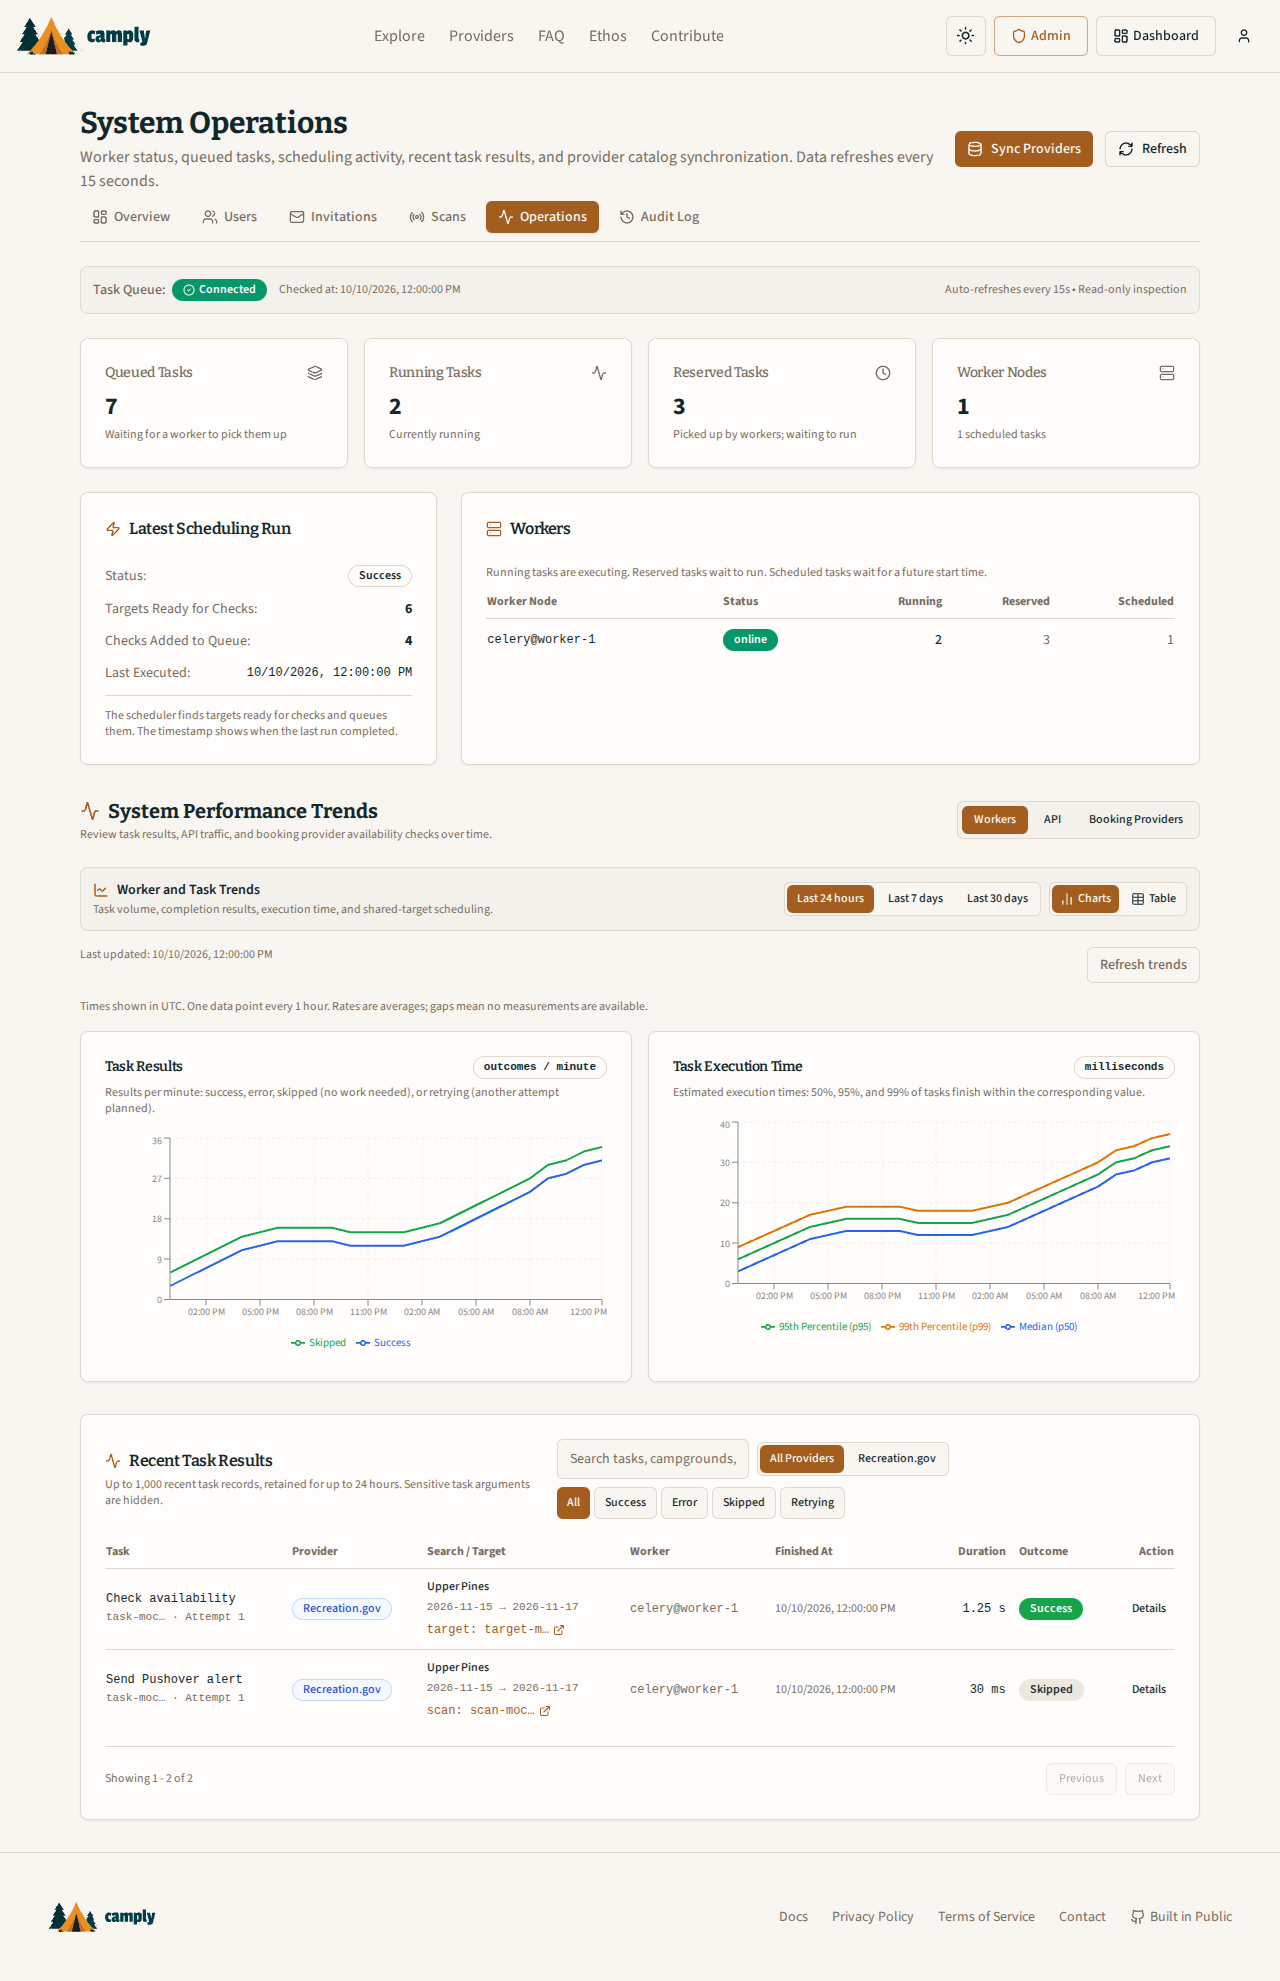 camply
Explore Providers FAQ Ethos Contribute
Admin Dashboard
System Operations
Worker status, queued tasks, scheduling activity, recent task results, and provider catalog synchronization. Data refreshes every
15 seconds.
Sync Providers Refresh
Overview Users Invitations Scans Operations Audit Log
Task Queue: Connected Checked at: 10/10/2026, 12:00:00 PM Auto-refreshes every 15s • Read-only inspection
Queued Tasks
7
Waiting for a worker to pick them up
Running Tasks
2
Currently running
Reserved Tasks
3
Picked up by workers; waiting to run
Worker Nodes
1
1 scheduled tasks
Latest Scheduling Run
Status: Success
Targets Ready for Checks: 6
Checks Added to Queue: 4
Last Executed: 10/10/2026, 12:00:00 PM
The scheduler finds targets ready for checks and queues
them. The timestamp shows when the last run completed.
Workers
Running tasks are executing. Reserved tasks wait to run. Scheduled tasks wait for a future start time.
Worker Node Status Running Reserved Scheduled
celery@worker-1 online 2 3 1
System Performance Trends
Review task results, API traffic, and booking provider availability checks over time.
Workers API Booking Providers
Worker and Task Trends
Task volume, completion results, execution time, and shared-target scheduling.
Last 24 hours Last 7 days Last 30 days Charts Table
Last updated: 10/10/2026, 12:00:00 PM
Refresh trends
Times shown in UTC. One data point every 1 hour. Rates are averages; gaps mean no measurements are available.
Task Results outcomes / minute
Results per minute: success, error, skipped (no work needed), or retrying (another attempt
planned).
36
27
18
9
0
02:00 PM 05:00 PM 08:00 PM 11:00 PM 02:00 AM 05:00 AM 08:00 AM 12:00 PM
Skipped Success
Task Execution Time milliseconds
Estimated execution times: 50%, 95%, and 99% of tasks finish within the corresponding value.
40
30
20
10
0
02:00 PM 05:00 PM 08:00 PM 11:00 PM 02:00 AM 05:00 AM 08:00 AM 12:00 PM
95th Percentile (p95) 99th Percentile (p99) Median (p50)
Recent Task Results
Up to 1,000 recent task records, retained for up to 24 hours. Sensitive task arguments
are hidden.
Search tasks, campgrounds, All Providers Recreation.gov
All Success Error Skipped Retrying
Task Provider Search / Target Worker Finished At Duration Outcome Action
Check availability
task-moc… · Attempt 1
Recreation.gov
Upper Pines
2026-11-15 → 2026-11-17
target: target-m…
celery@worker-1 10/10/2026, 12:00:00 PM 1.25 s Success Details
Send Pushover alert
task-moc… · Attempt 1
Recreation.gov
Upper Pines
2026-11-15 → 2026-11-17
scan: scan-moc…
celery@worker-1 10/10/2026, 12:00:00 PM 30 ms Skipped Details
Showing 1 - 2 of 2 Previous Next
camply
Docs Privacy Policy Terms of Service Contact Built in Public